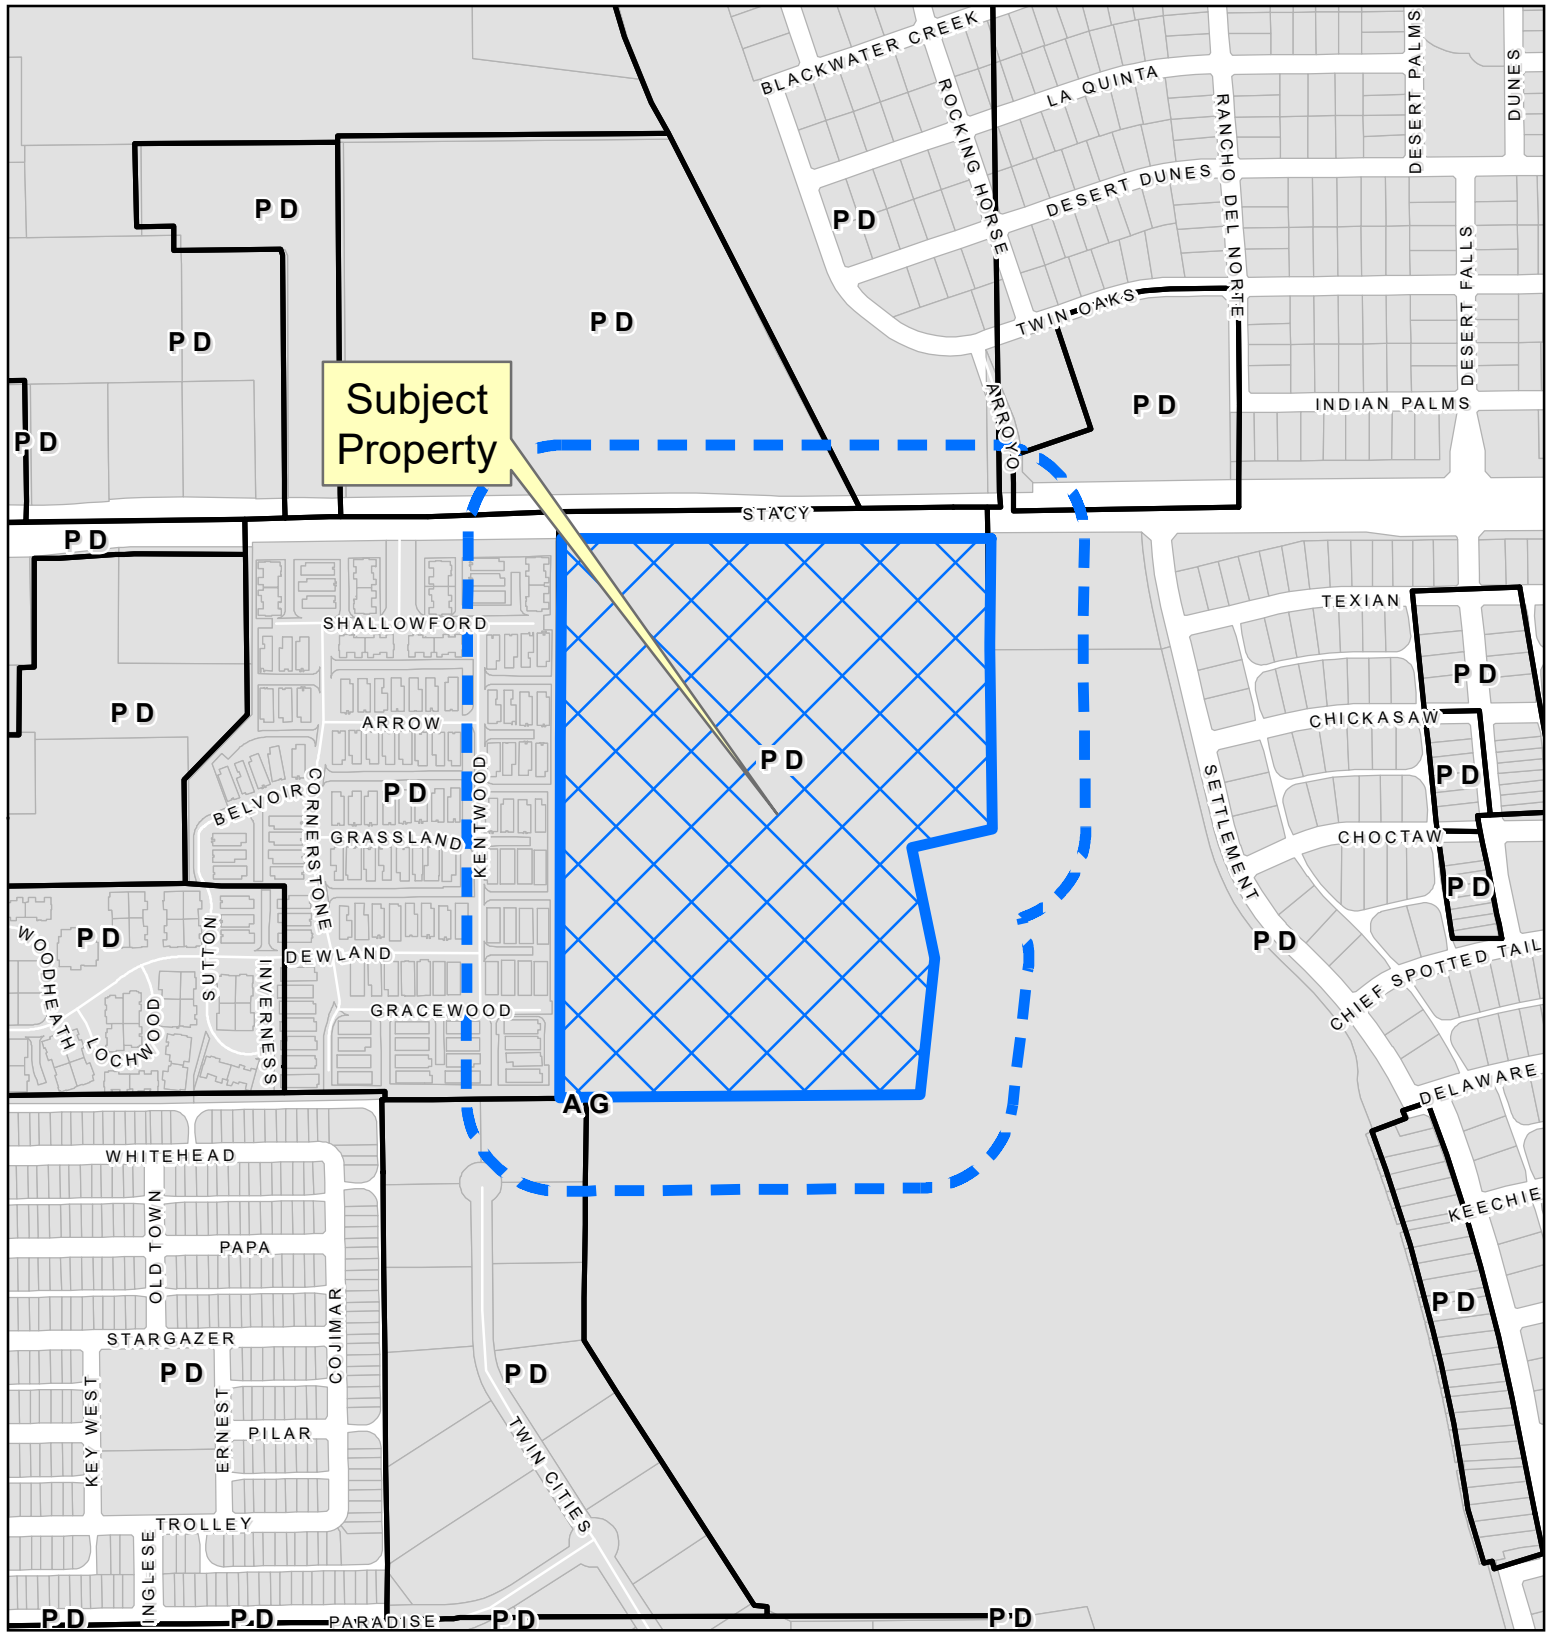 BLACKWATER CREEK
ROCKING HORSE
LA QUINTA
RANCHO DEL NORTE
DESERT PALMS
DUNES
PD
PD
DESERT DUNES
DESERT FALLS
PD
PD
TWIN OAKS
Subject
Property
ARROYO
PD
INDIAN PALMS
PD
STACY
PD
TEXIAN
SHALLOWFORD
PD
PD
ARROW
CHICKASAW
PD
KENTWOOD
CORNERSTONE
SETTLEMENT
PD
BELVOIR
PD
GRASSLAND
CHOCTAW
PD
PD
WOODHEATH
SUTTON
DEWLAND
INVERNESS
PD
CHIEF SPOTTED TAIL
LOCHWOOD
GRACEWOOD
DELAWARE
AG
WHITEHEAD
OLD TOWN
KEECHIE
PAPA
COJIMAR
PD
STARGAZER
PD
PD
KEY WEST
ERNEST
PILAR
TWIN CITIES
TROLLEY
INGLESE
PD
PD
PARADISE
PD
PD